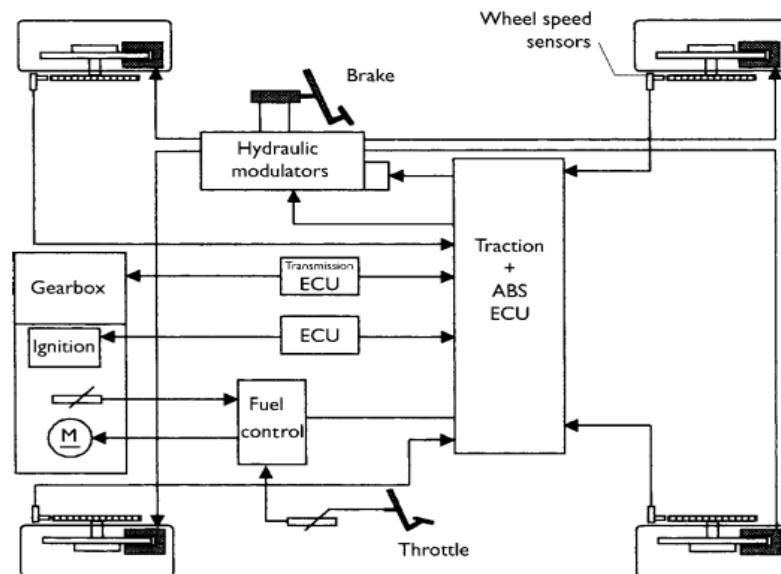 Wheel speed
sensors
Brake
Hydraulic
modulators
Traction
+
ABS
ECU
Transmission
ECU
Gearbox
ECU
Ignition
Fuel
control
M
Throttle